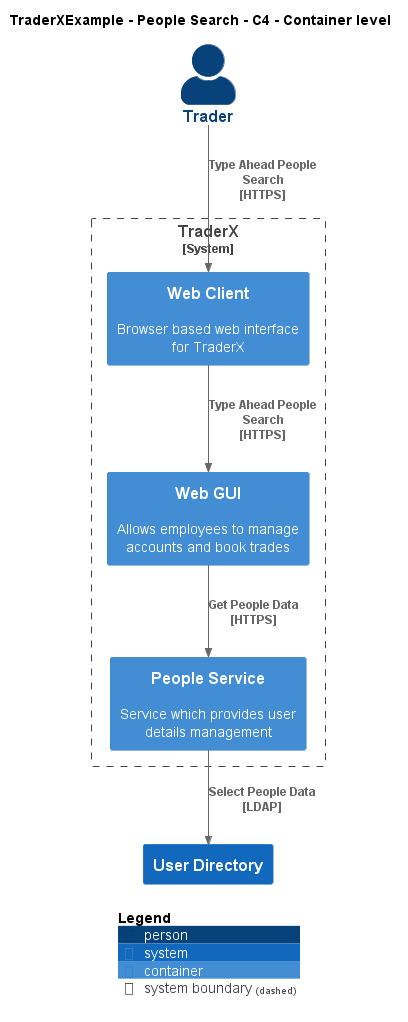 TraderXExample - People Search - C4 - Container level
Trader
Type Ahead People
Search
[HTTPS]
TraderX
[System]
Web Client
Browser based web interface
for TraderX
Type Ahead People
Search
[HTTPS]
Web GUI
Allows employees to manage
accounts and book trades
Get People Data
[HTTPS]
People Service
Service which provides user
details management
Select People Data
[LDAP]
User Directory
Legend
person
system
container
system boundary (dashed)